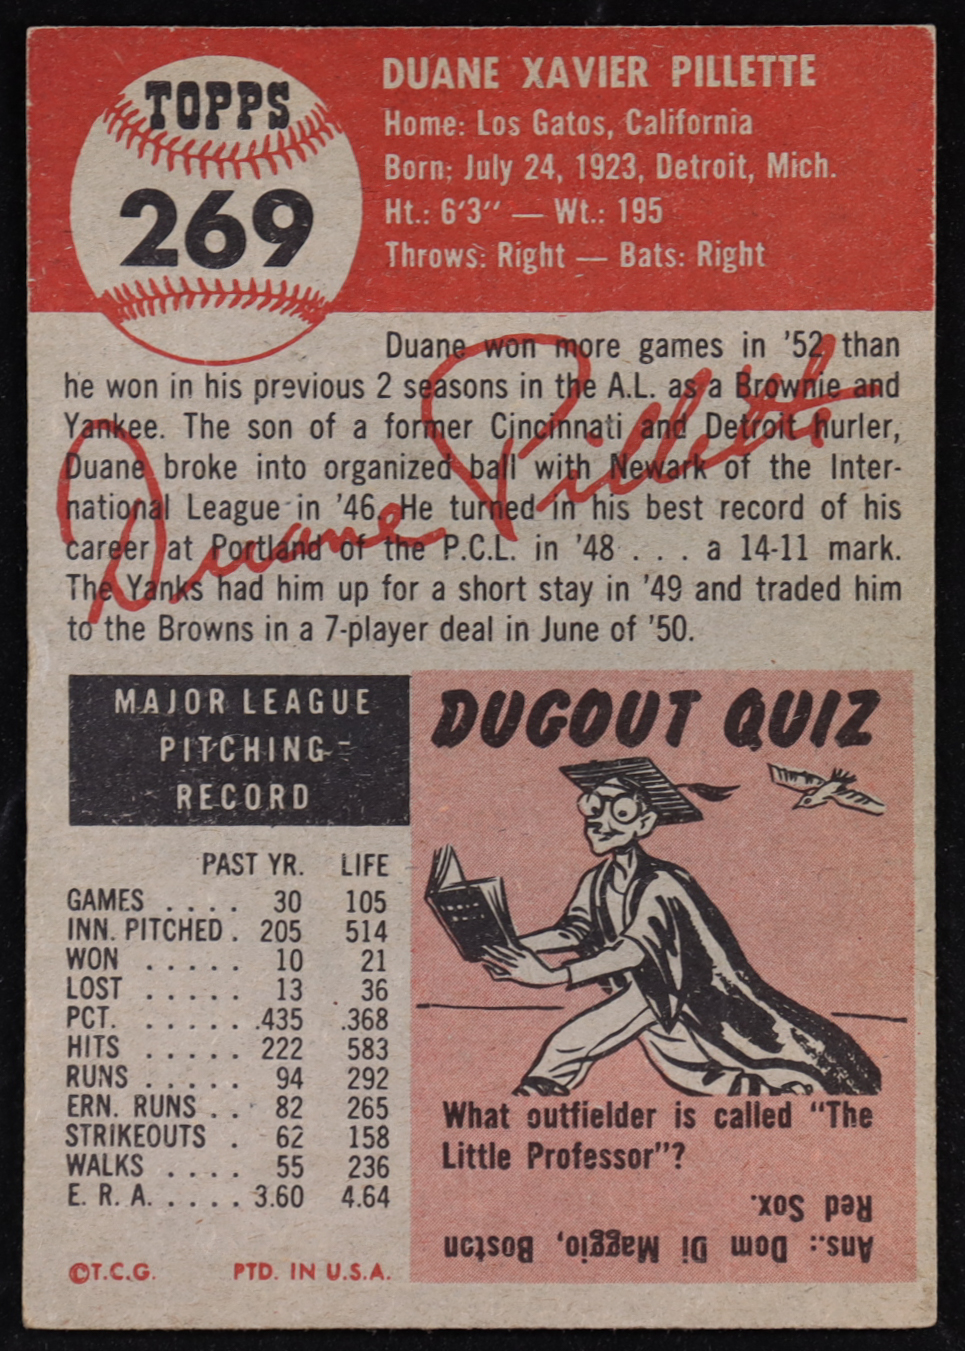 TOPPS
269
DUANE XAVIER PILLETTE
Home: Los Gatos, California
Born: July 24, 1923, Detroit, Mich.
Ht.: 6'3" — Wt.: 195
Throws: Right — Bats: Right
Duane won more games in '52 than
he won in his previous 2 seasons in the A.L. as a Brownie and
Yankee. The son of a former Cincinnati and Detroit hurler,
Duane broke into organized ball with Newark of the Inter-
national League in '46. He turned in his best record of his
career at Portland of the P.C.L. in '48 . . . a 14-11 mark.
The Yanks had him up for a short stay in '49 and traded him
to the Browns in a 7-player deal in June of '50.
Duane Pillette
MAJOR LEAGUE
PITCHING
RECORD
PAST YR. LIFE
GAMES . . . . 30 105
INN. PITCHED . 205 514
WON . . . . . 10 21
LOST . . . . . 13 36
PCT. . . . . . .435 .368
HITS . . . . . 222 583
RUNS . . . . . 94 292
ERN. RUNS . . 82 265
STRIKEOUTS . 62 158
WALKS . . . . 55 236
E. R. A. . . . . 3.60 4.64
©T.C.G. PTD. IN U.S.A.
DUGOUT QUIZ
What outfielder is called "The
Little Professor"?
Ans.: Dom Di Maggio, Boston
Red Sox.